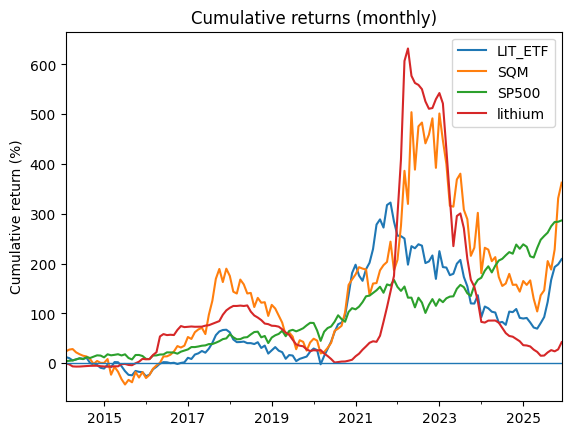 Cumulative returns (monthly)
LIT_ETF
SQM
SP500
lithium
Cumulative return (%)
600
500
400
300
200
100
0
2015 2017 2019 2021 2023 2025